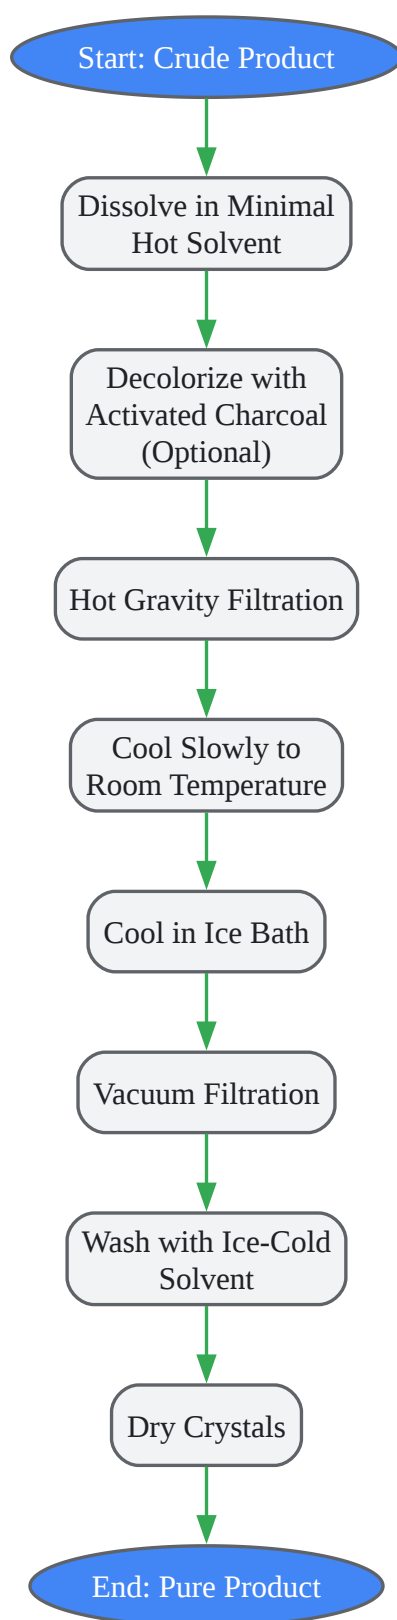 Start: Crude Product
Dissolve in Minimal
Hot Solvent
Decolorize with
Activated Charcoal
(Optional)
Hot Gravity Filtration
Cool Slowly to
Room Temperature
Cool in Ice Bath
Vacuum Filtration
Wash with Ice-Cold
Solvent
Dry Crystals
End: Pure Product